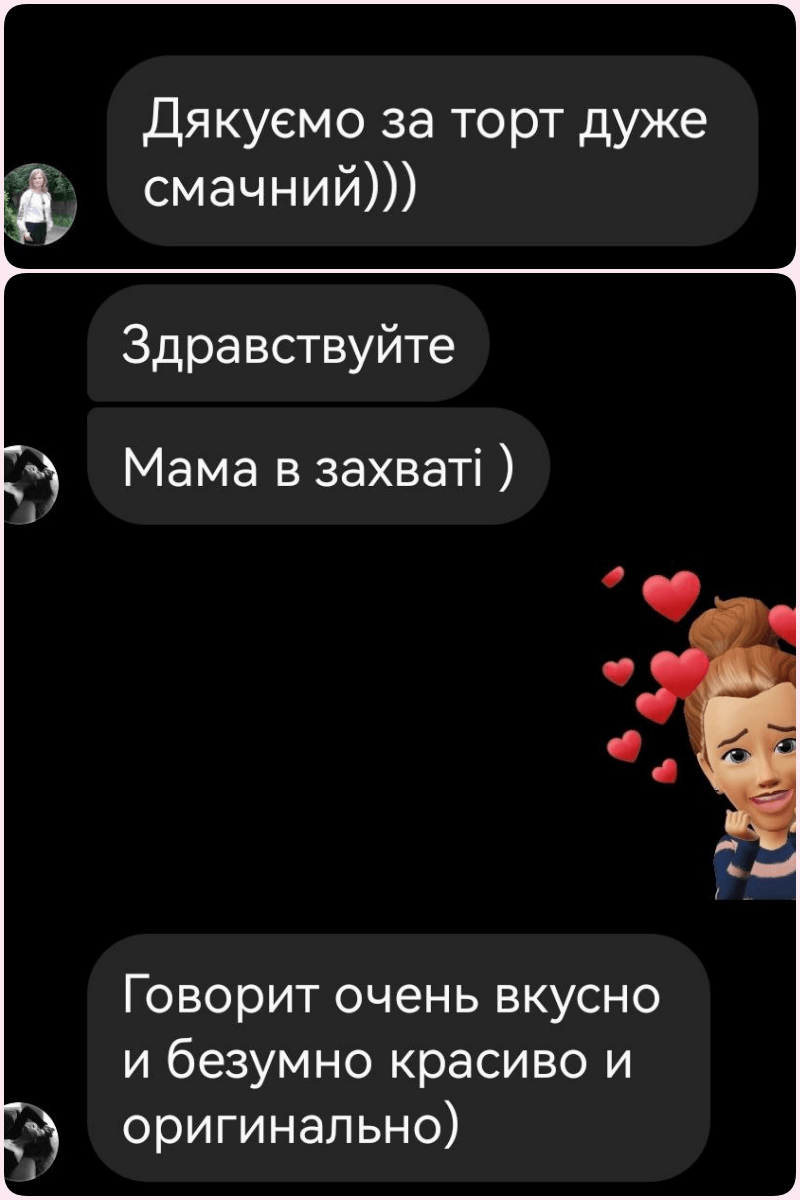 Дякуємо за торт дуже
смачний)))
Здравствуйте
Мама в захваті )
Говорит очень вкусно
и безумно красиво и
оригинально)